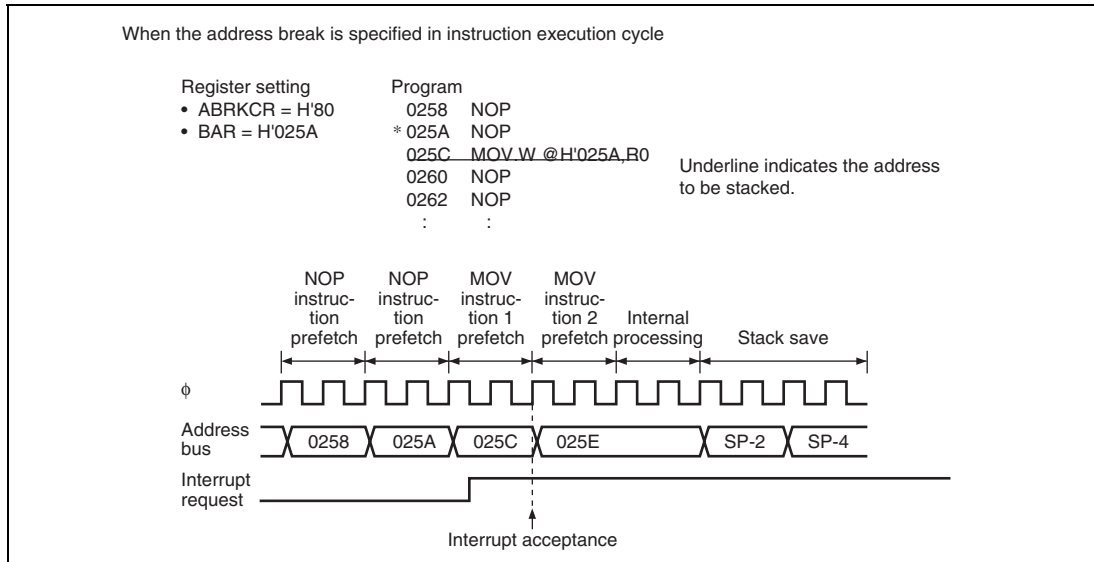 When the address break is specified in instruction execution cycle
Register setting
• ABRKCR = H'80
• BAR = H'025A
Program
0258 NOP
* 025A NOP
025C MOV.W @H'025A,R0
0260 NOP
0262 NOP
: :
Underline indicates the address
to be stacked.
NOP
instruc-
tion
prefetch
NOP
instruc-
tion
prefetch
MOV
instruc-
tion 1
prefetch
MOV
instruc-
tion 2
prefetch
Internal
processing
Stack save
φ
Address
bus
0258 025A 025C 025E SP-2 SP-4
Interrupt
request
Interrupt acceptance